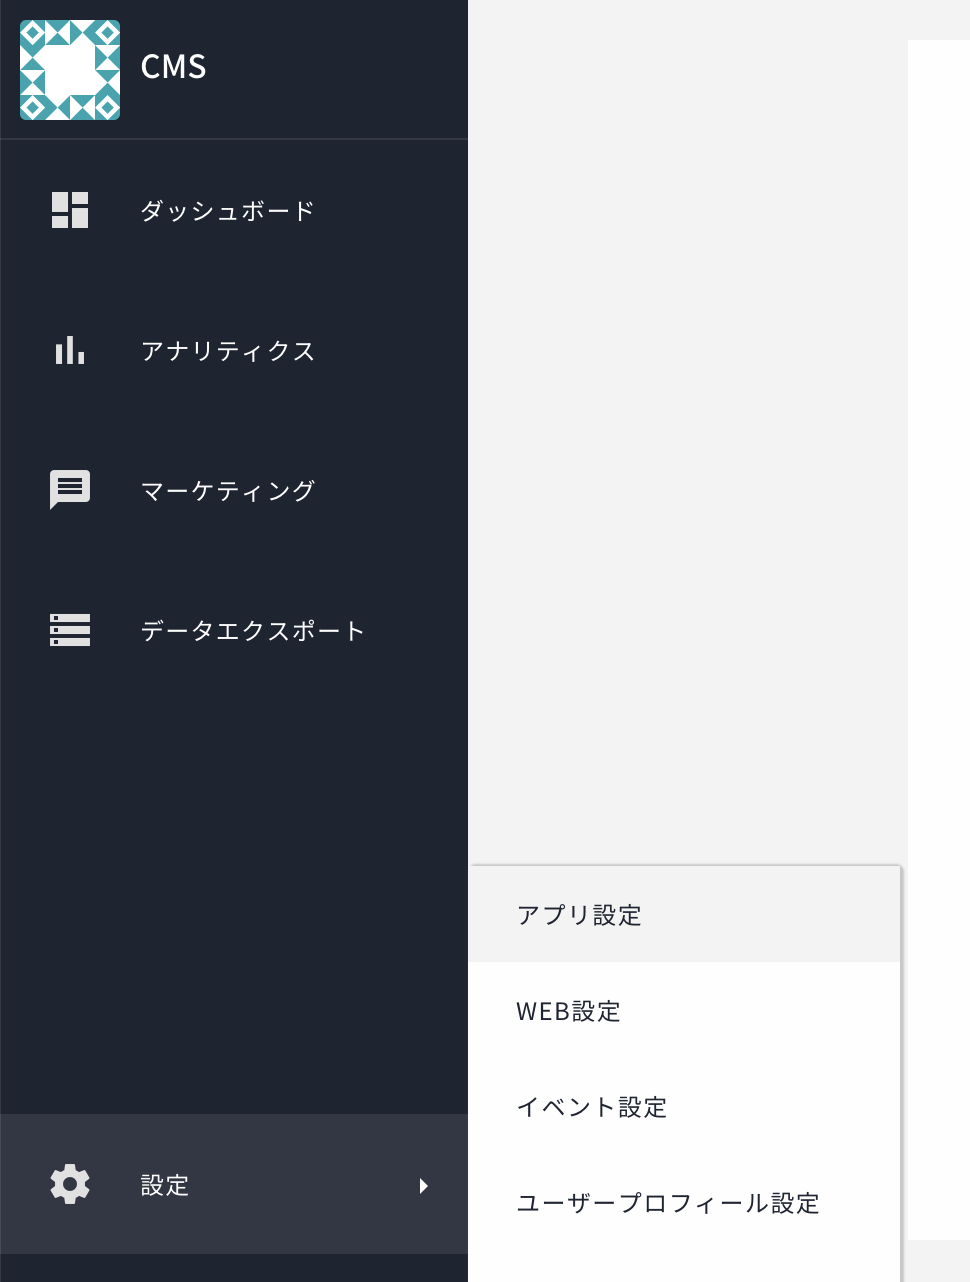 CMS
ダッシュボード
アナリティクス
マーケティング
データエクスポート
設定
アプリ設定
WEB設定
イベント設定
ユーザープロフィール設定